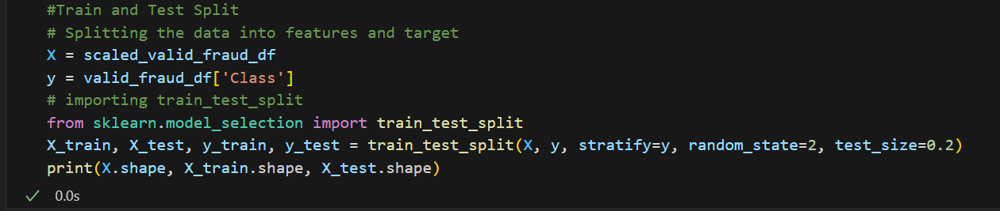 #Train and Test Split
# Splitting the data into features and target
X = scaled_valid_fraud_df
y = valid_fraud_df['Class']
# importing train_test_split
from sklearn.model_selection import train_test_split
X_train, X_test, y_train, y_test = train_test_split(X, y, stratify=y, random_state=2, test_size=0.2)
print(X.shape, X_train.shape, X_test.shape)
0.0s